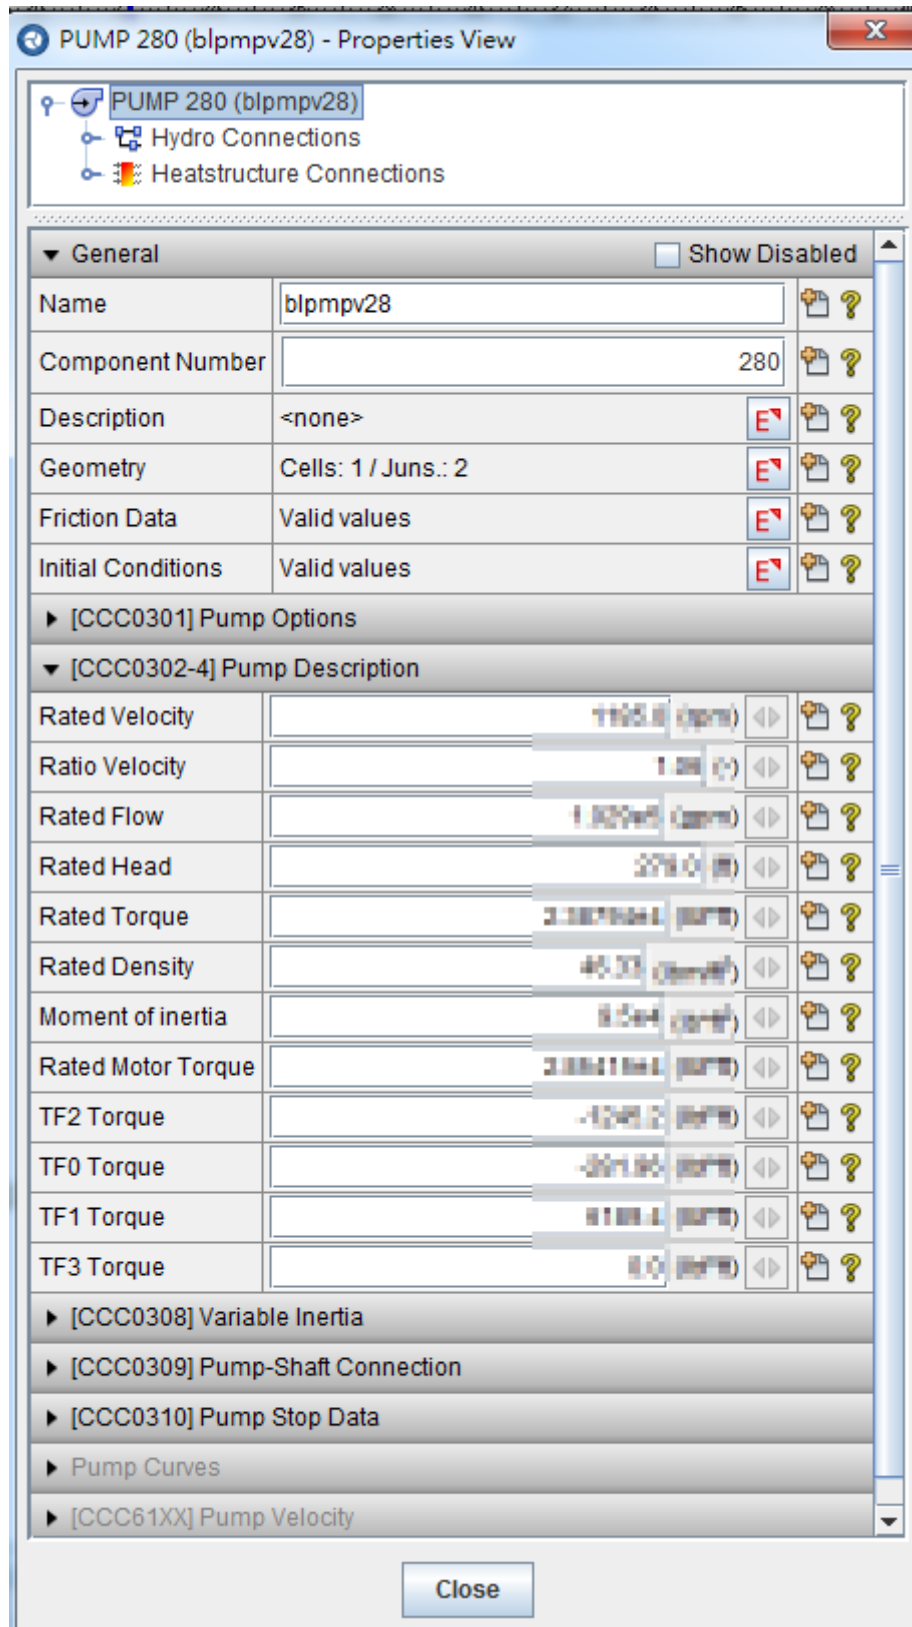 PUMP 280 (blpmpv28) - Properties View
PUMP 280 (blpmpv28)
Hydro Connections
Heatstructure Connections
General Show Disabled
Name blpmpv28
Component Number 280
Description <none>
Geometry Cells: 1 / Juns.: 2
Friction Data Valid values
Initial Conditions Valid values
[CCC0301] Pump Options
[CCC0302-4] Pump Description
Rated Velocity
Ratio Velocity
Rated Flow
Rated Head
Rated Torque
Rated Density
Moment of inertia
Rated Motor Torque
TF2 Torque
TF0 Torque
TF1 Torque
TF3 Torque
[CCC0308] Variable Inertia
[CCC0309] Pump-Shaft Connection
[CCC0310] Pump Stop Data
Pump Curves
[CCC61XX] Pump Velocity
Close